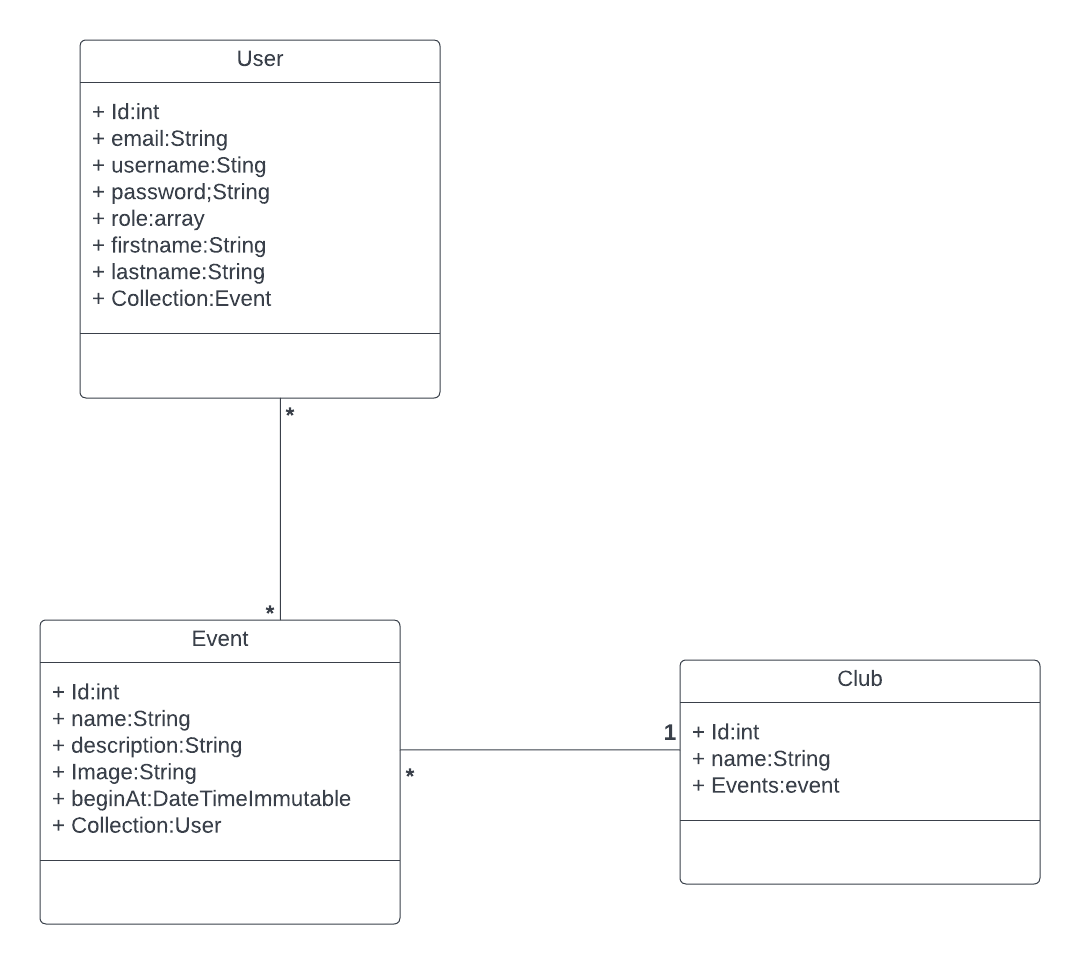 User
+ Id:int
+ email:String
+ username:Sting
+ password;String
+ role:array
+ firstname:String
+ lastname:String
+ Collection:Event
*
*
Event
+ Id:int
+ name:String
+ description:String
+ Image:String
+ beginAt:DateTimeImmutable
+ Collection:User
*
1
Club
+ Id:int
+ name:String
+ Events:event